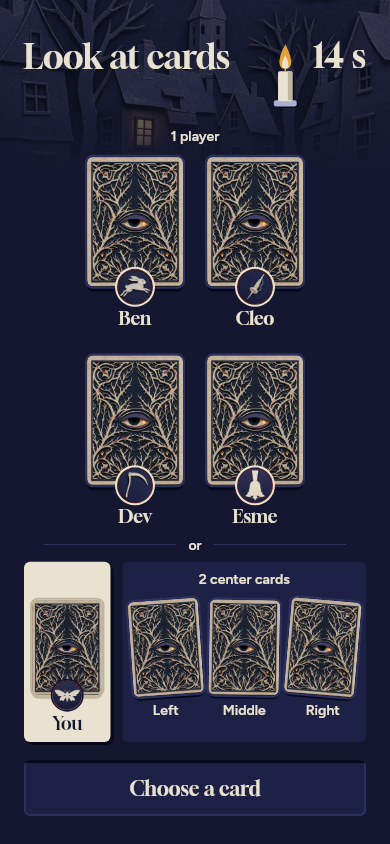 Look at cards
14 s
1 player
Ben
Cleo
Dev
Esme
or
2 center cards
You
Left
Middle
Right
Choose a card